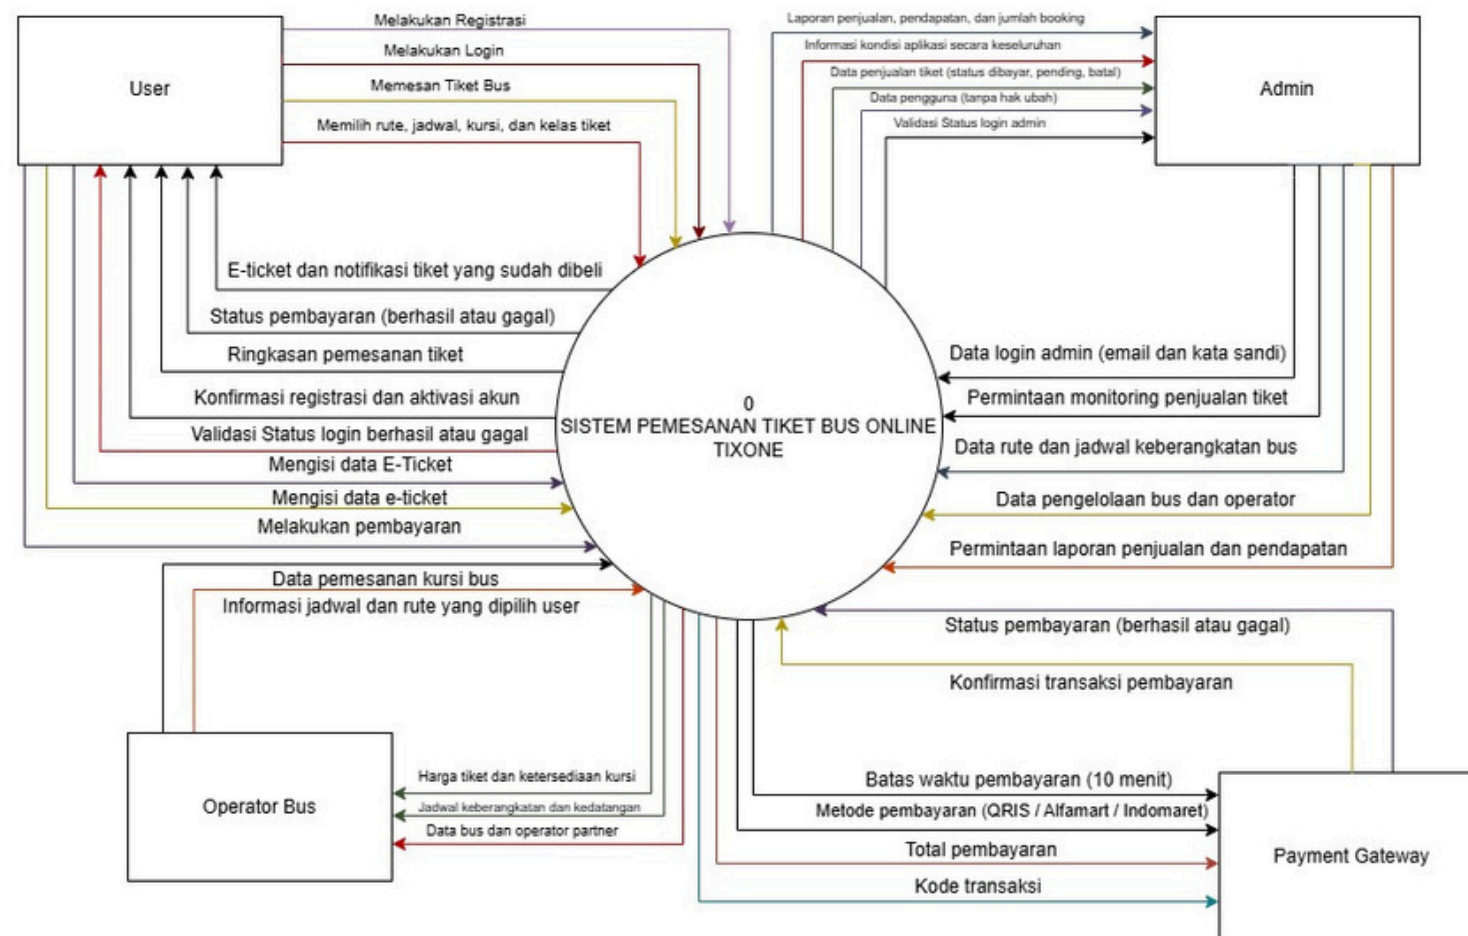 User
Melakukan Registrasi
Melakukan Login
Memesan Tiket Bus
Memilih rute, jadwal, kursi, dan kelas tiket
Laporan penjualan, pendapatan, dan jumlah booking
Informasi kondisi aplikasi secara keseluruhan
Data penjualan tiket (status dibayar, pending, batal)
Data pengguna (tanpa hak ubah)
Validasi Status login admin
Admin
E-ticket dan notifikasi tiket yang sudah dibeli
Status pembayaran (berhasil atau gagal)
Ringkasan pemesanan tiket
Konfirmasi registrasi dan aktivasi akun
Validasi Status login berhasil atau gagal
Mengisi data E-Ticket
Mengisi data e-ticket
Melakukan pembayaran
0
SISTEM PEMESANAN TIKET BUS ONLINE
TIXONE
Data login admin (email dan kata sandi)
Permintaan monitoring penjualan tiket
Data rute dan jadwal keberangkatan bus
Data pengelolaan bus dan operator
Permintaan laporan penjualan dan pendapatan
Data pemesanan kursi bus
Informasi jadwal dan rute yang dipilih user
Status pembayaran (berhasil atau gagal)
Konfirmasi transaksi pembayaran
Operator Bus
Harga tiket dan ketersediaan kursi
Jadwal keberangkatan dan kedatangan
Data bus dan operator partner
Batas waktu pembayaran (10 menit)
Metode pembayaran (QRIS / Alfamart / Indomaret)
Total pembayaran
Kode transaksi
Payment Gateway